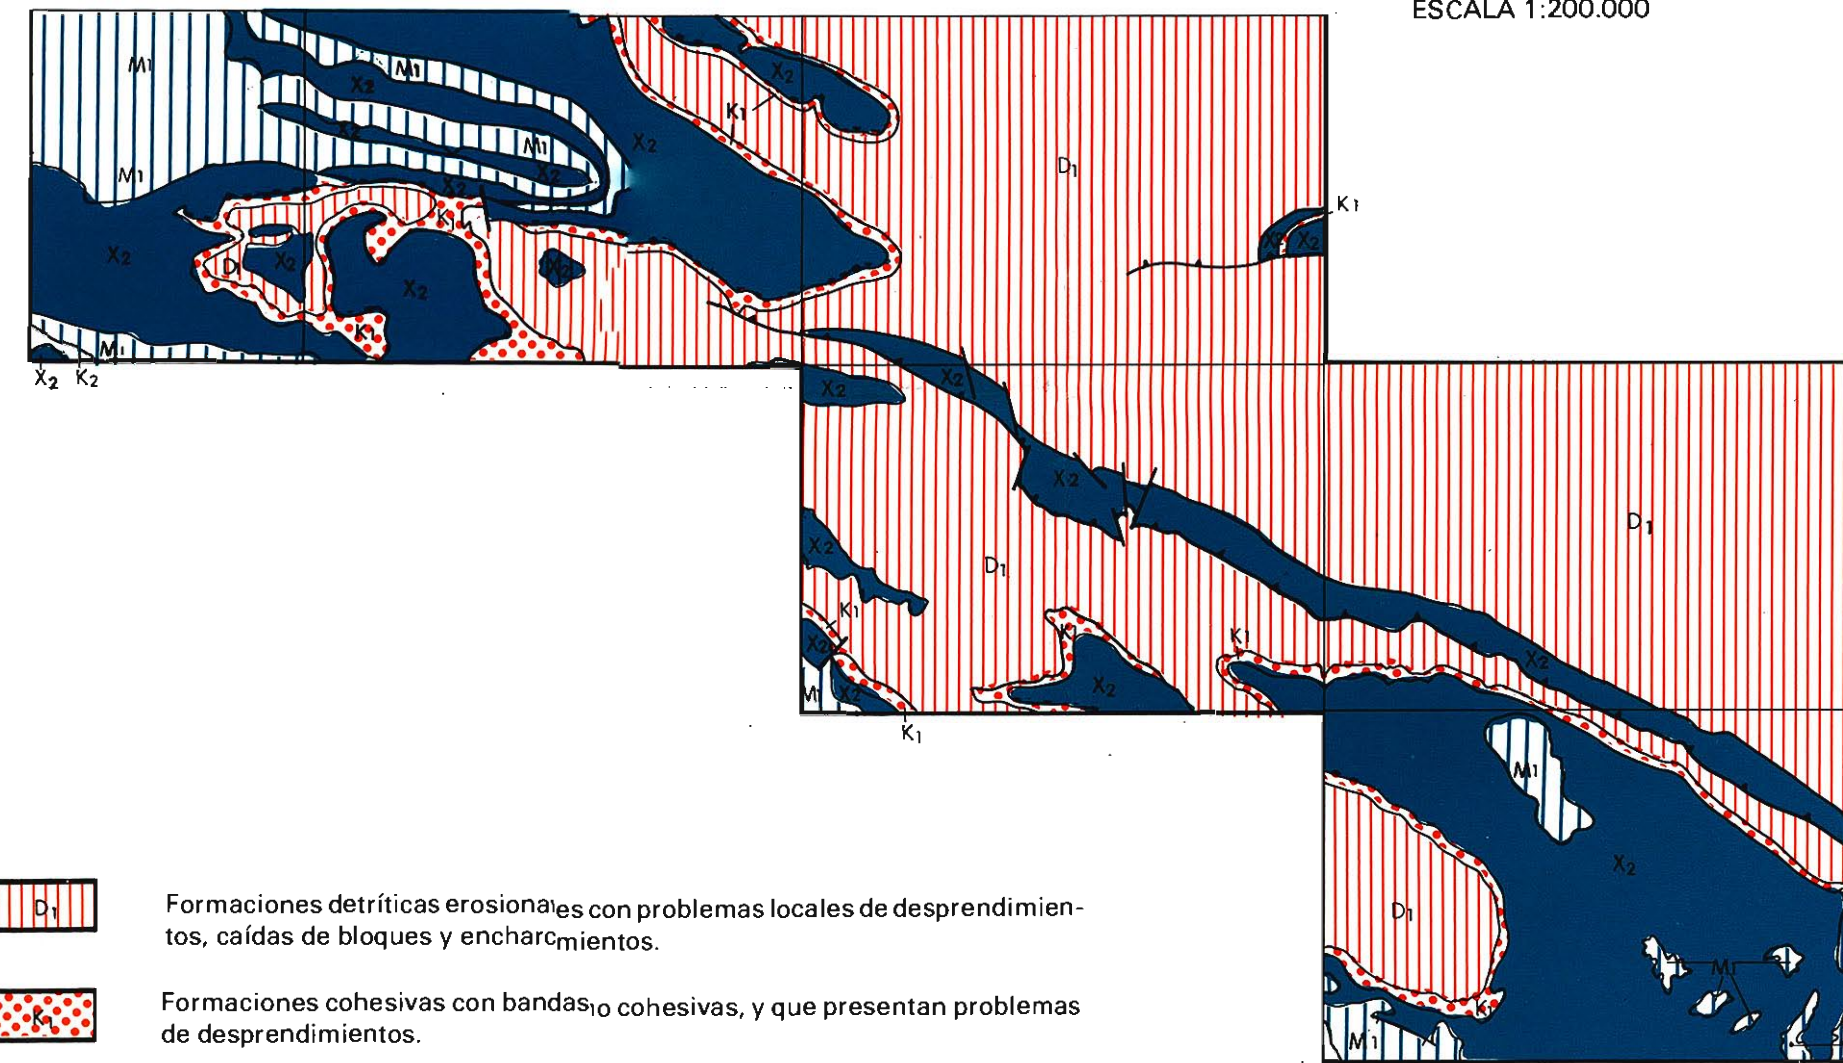 ESCALA 1:200.000
M1
M1
X2
X2
K1
X2
X2
M1
X2
D1
M1
X2
X2
K1
K1
X2
X2
X2
D1
X2
X2
X2
K1
M1
X2 K2
X2
X2
X2
D1
X2
D1
K1
K1
K1
X2
X2
M1
X2
X2
K1
M1
X2
D1
M1
K1
M1
D1
Formaciones detríticas erosionales con problemas locales de desprendimien-
tos, caídas de bloques y encharcmientos.
K1
Formaciones cohesivas con bandas no cohesivas, y que presentan problemas
de desprendimientos.